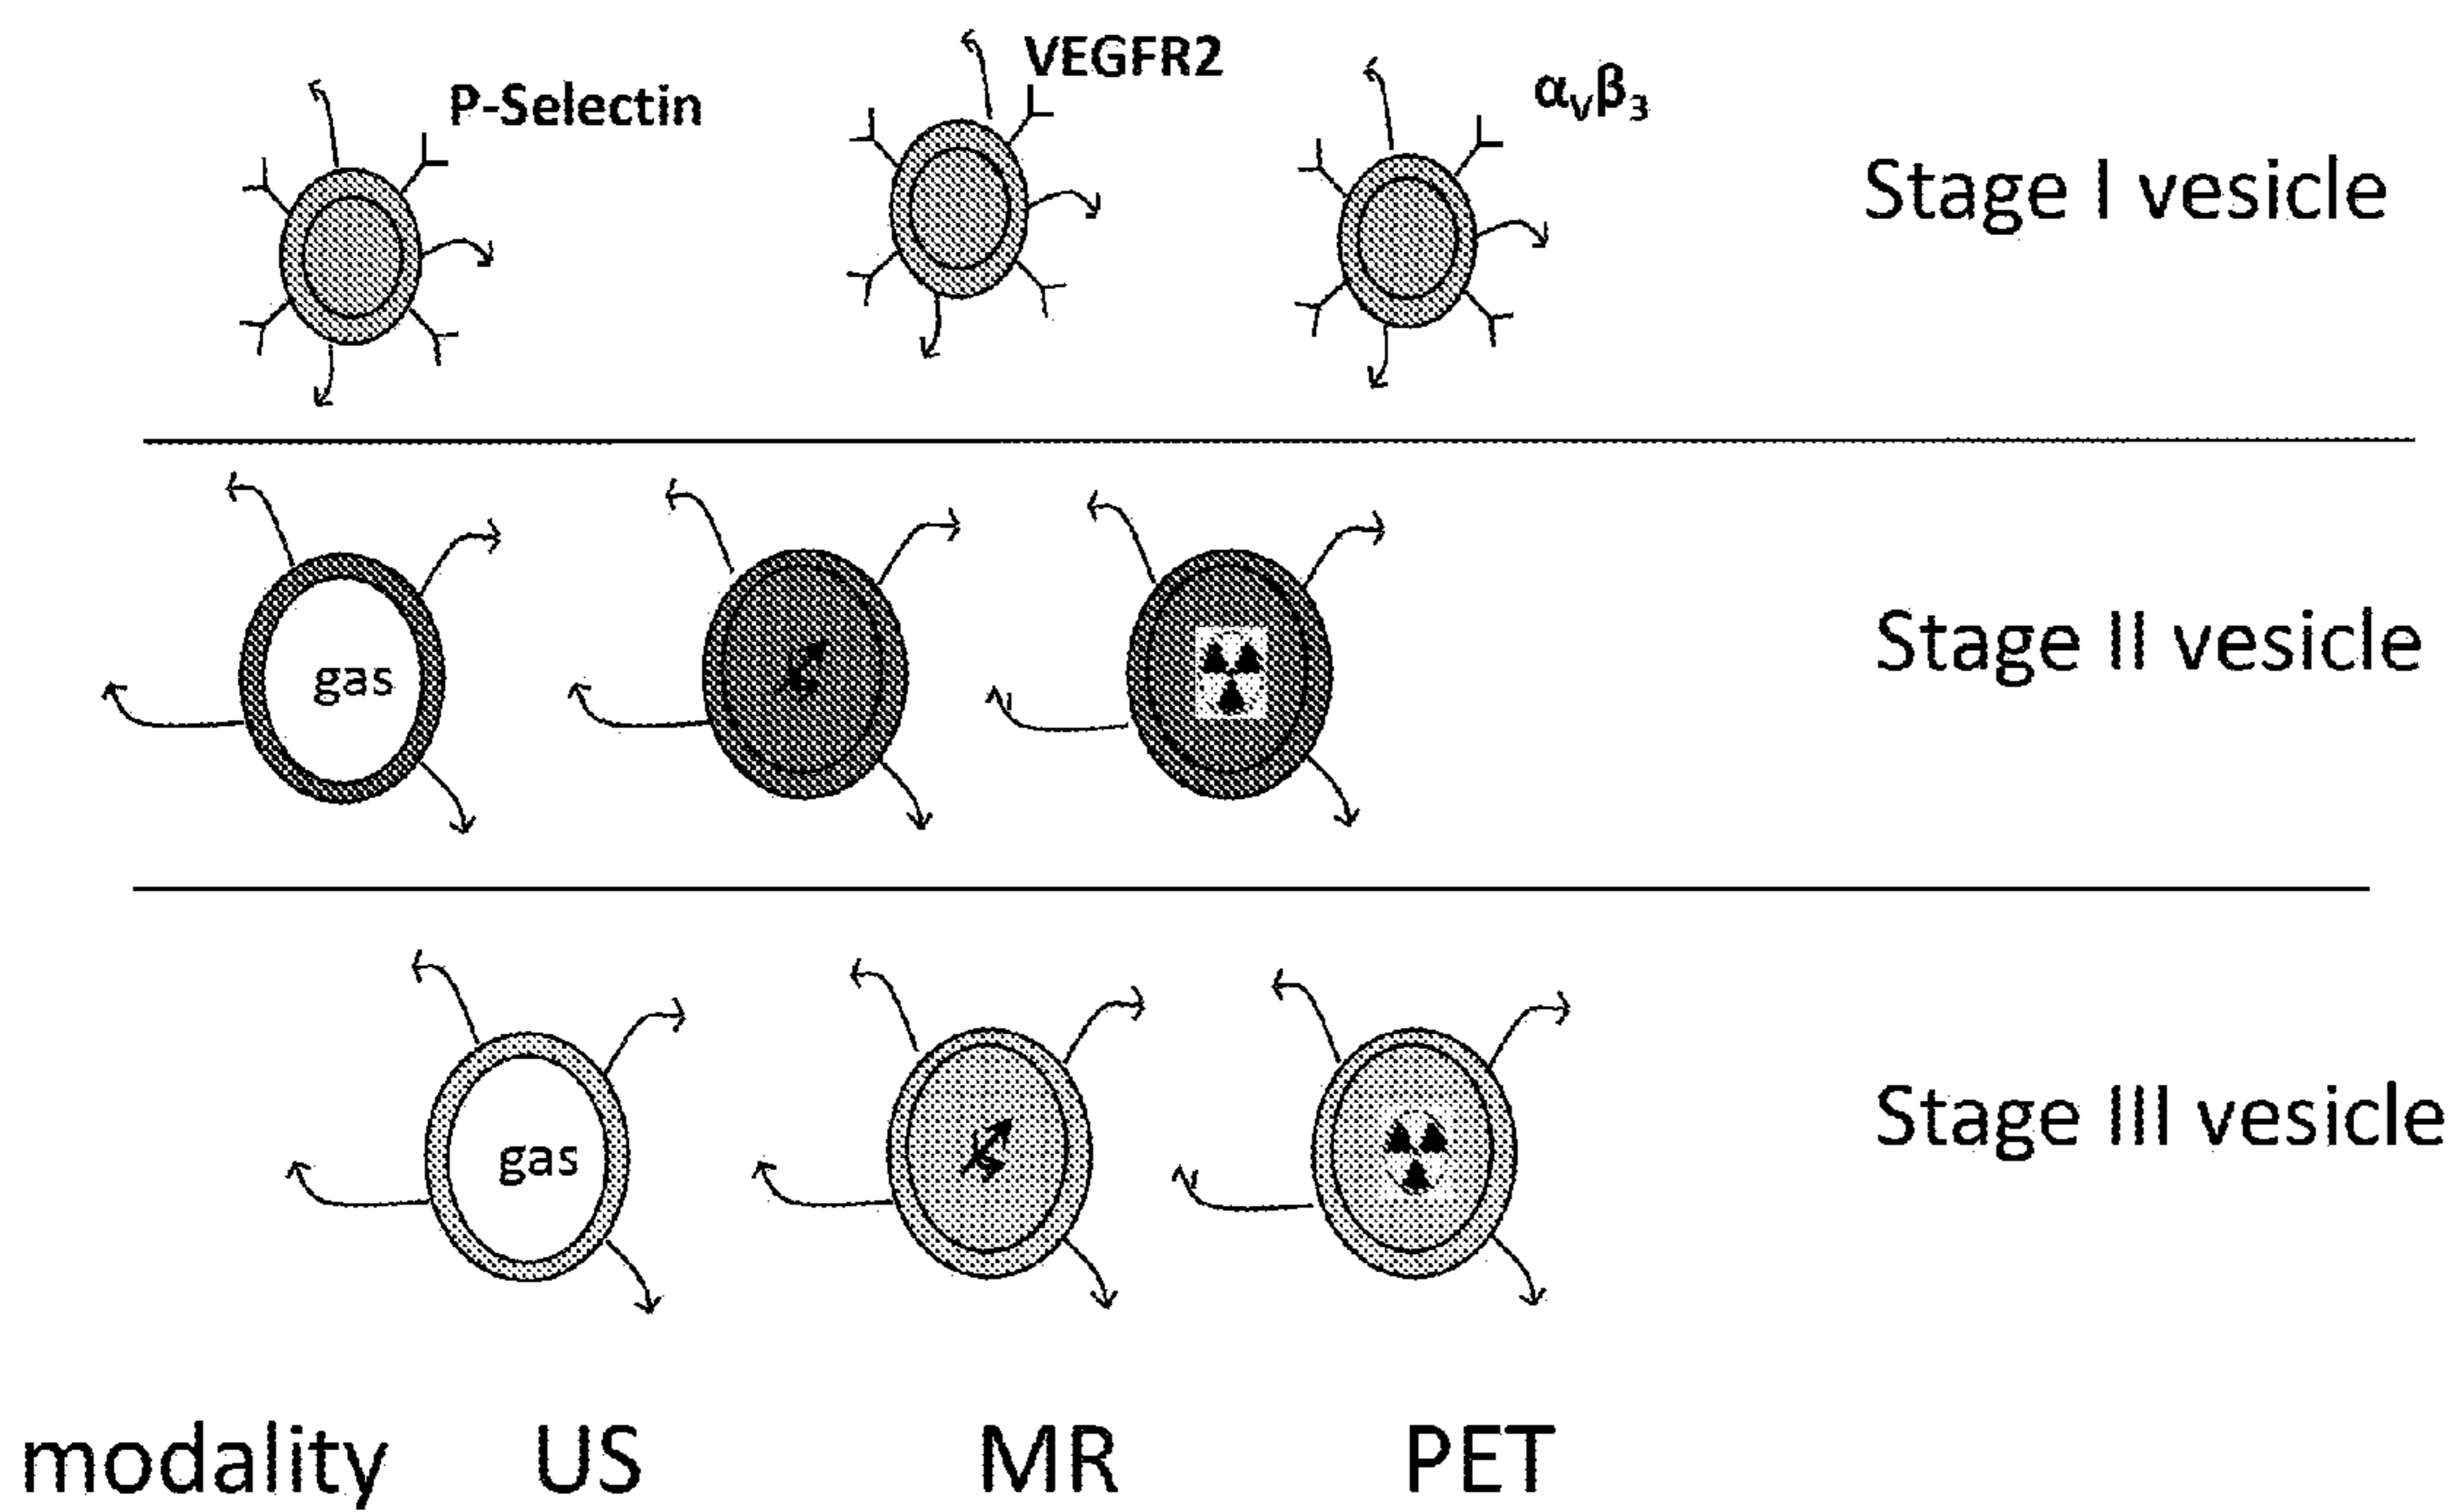 P-Selectin
VEGFR2
αVβ3
Stage I vesicle
gas
Stage II vesicle
gas
Stage III vesicle
modality US MR PET